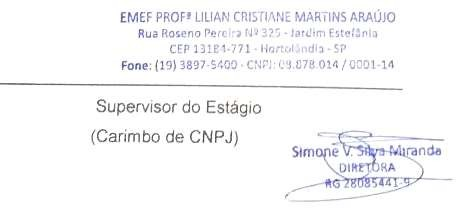 EMEF PROFª LILIAN CRISTIANE MARTINS ARAÚJO
Rua Roseno Pereira Nº 325 - Jardim Estefânia
CEP 13184-771 - Hortolândia - SP
Fone: (19) 3897-5400 - CNPJ: 08.878.014 / 0001-14
Supervisor do Estágio
(Carimbo de CNPJ)
Simone V. Silva Miranda
DIRETORA
RG 28085441-9